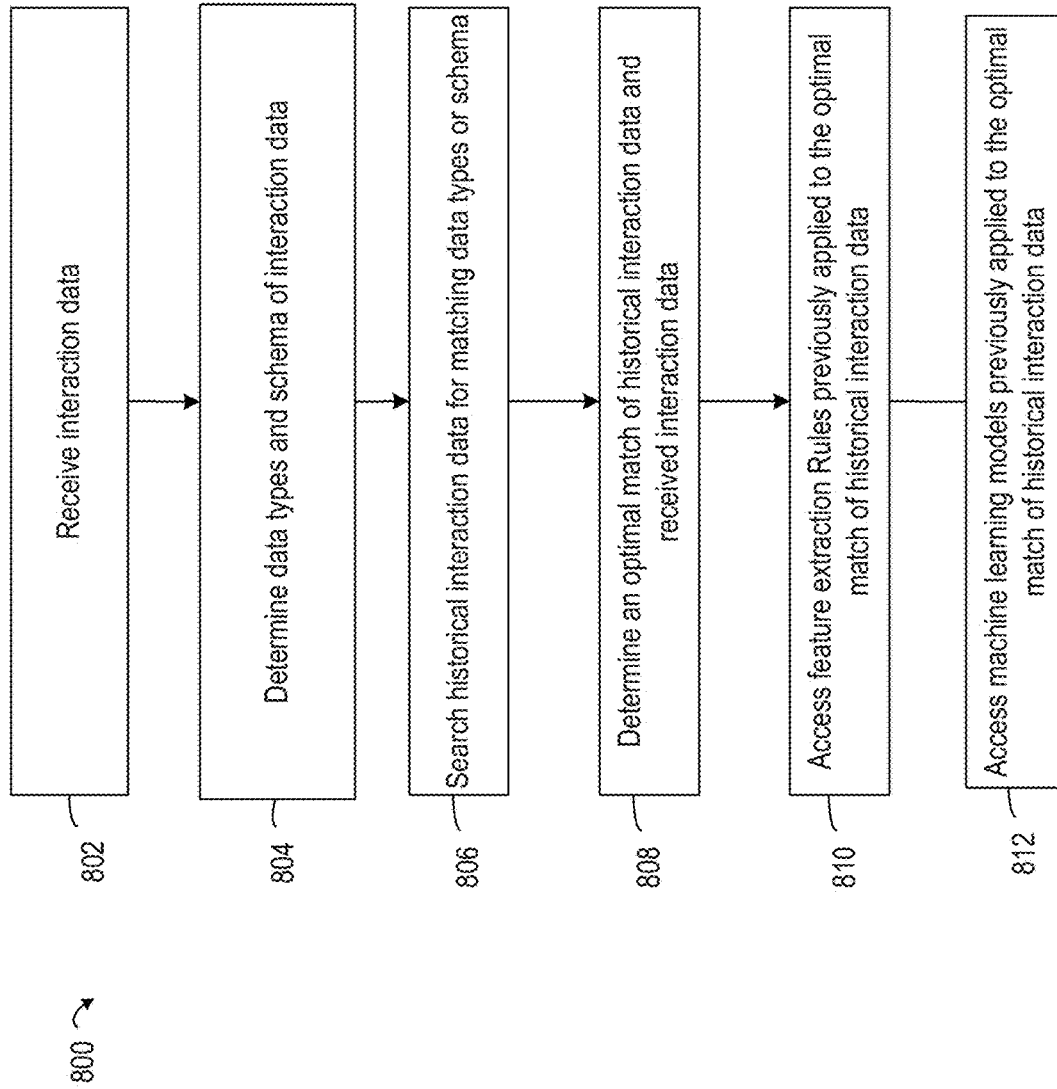 800
802
Receive interaction data
804
Determine data types and schema of interaction data
806
Search historical interaction data for matching data types or schema
808
Determine an optimal match of historical interaction data and
received interaction data
810
Access feature extraction Rules previously applied to the optimal
match of historical interaction data
812
Access machine learning models previously applied to the optimal
match of historical interaction data